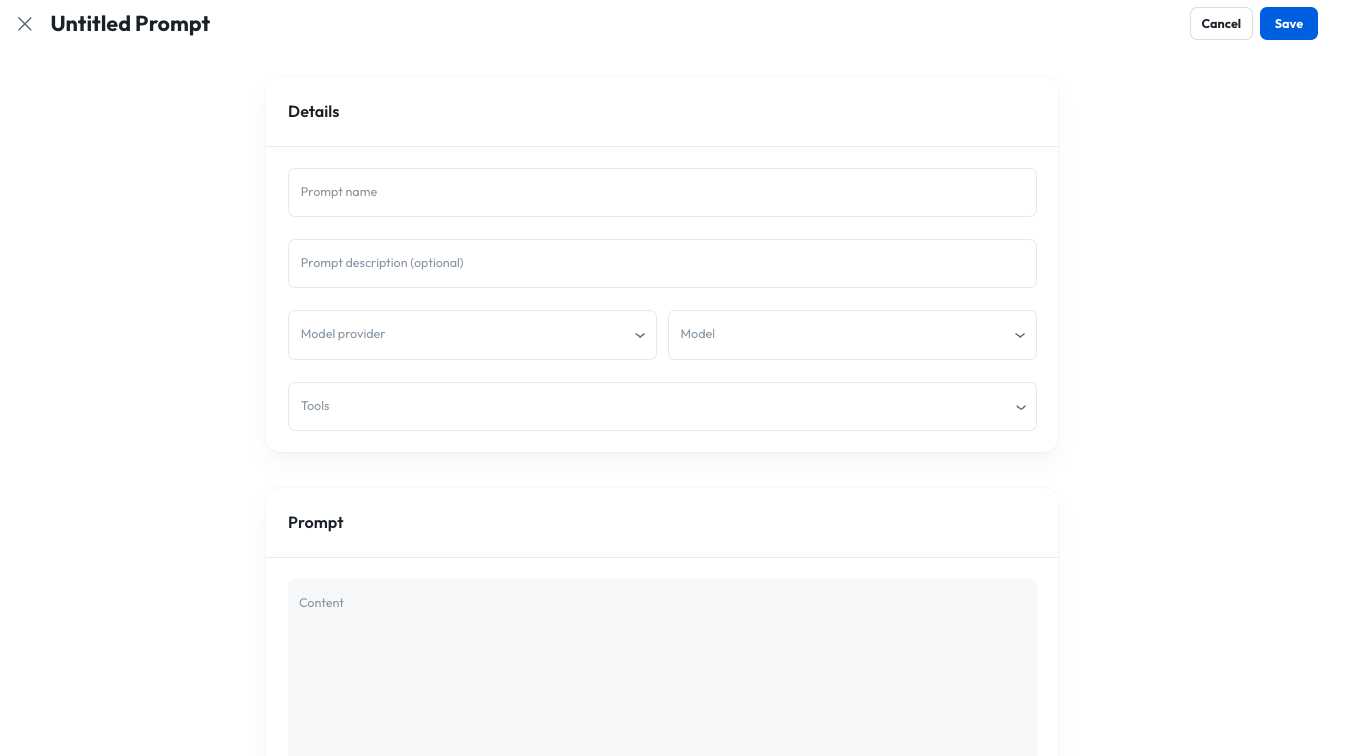 Untitled Prompt
Cancel
Save
Details
Prompt name
Prompt description (optional)
Model provider
Model
Tools
Prompt
Content